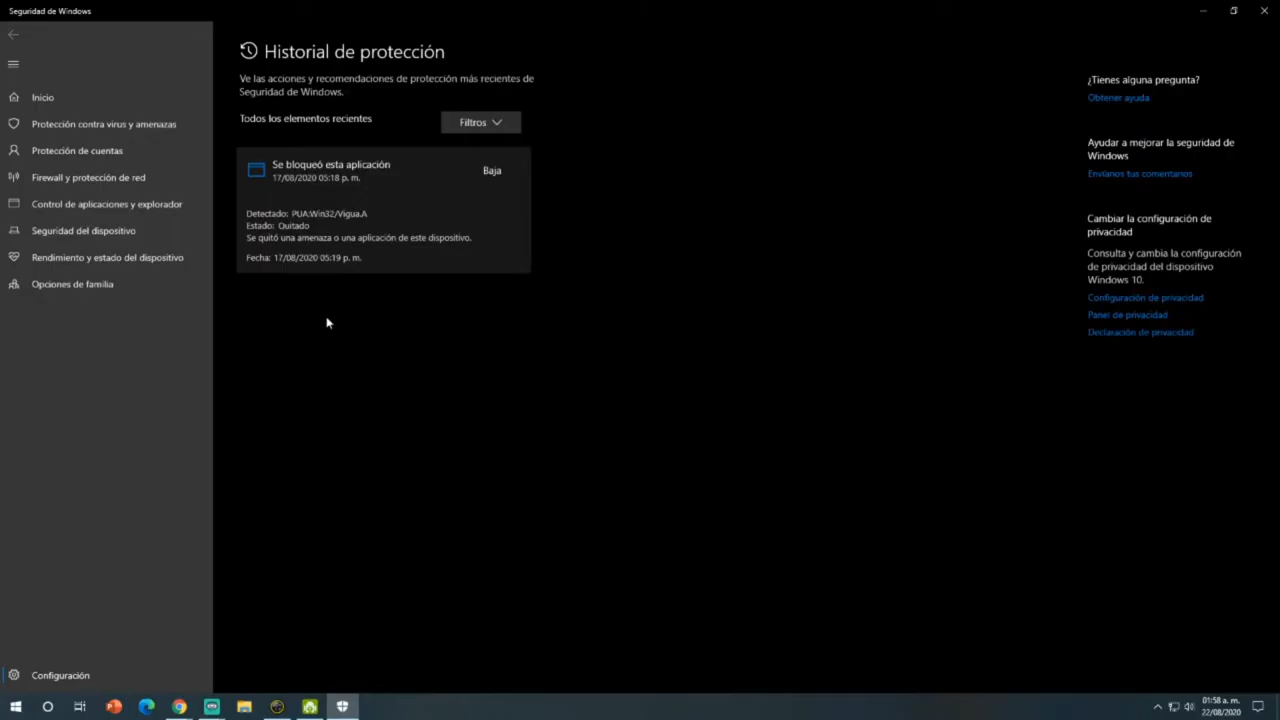 Seguridad de Windows
Inicio
Protección contra virus y amenazas
Protección de cuentas
Firewall y protección de red
Control de aplicaciones y explorador
Seguridad del dispositivo
Rendimiento y estado del dispositivo
Opciones de familia
Configuración
Historial de protección
Ve las acciones y recomendaciones de protección más recientes de
Seguridad de Windows.
Todos los elementos recientes
Filtros
Se bloqueó esta aplicación
17/08/2020 05:18 p. m.
Baja
Detectado: PUA:Win32/Vigua.A
Estado: Quitado
Se quitó una amenaza o una aplicación de este dispositivo.
Fecha: 17/08/2020 05:19 p. m.
¿Tienes alguna pregunta?
Obtener ayuda
Ayudar a mejorar la seguridad de
Windows
Envíanos tus comentarios
Cambiar la configuración de
privacidad
Consulta y cambia la configuración
de privacidad del dispositivo
Windows 10.
Configuración de privacidad
Panel de privacidad
Declaración de privacidad
01:58 a. m.
22/08/2020